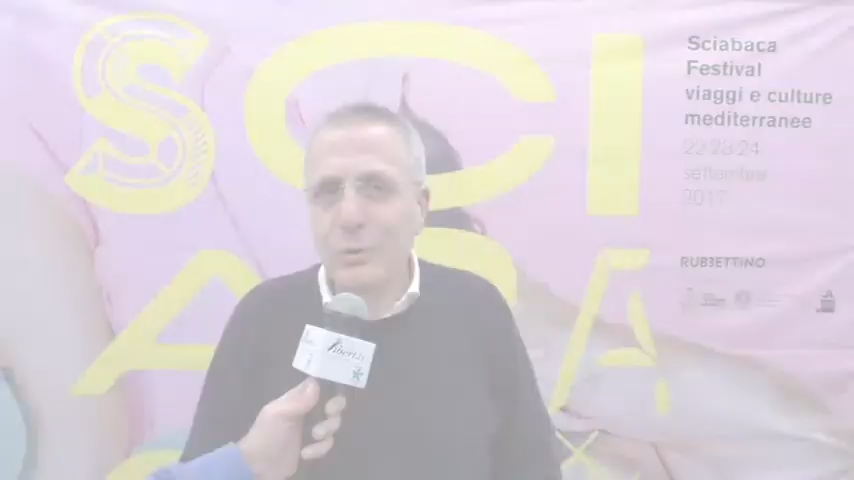 SCI
Sciabaca
Festival
viaggi e culture
mediterranee
22 23 24
settembre
2017
RUBBETTINO
A A